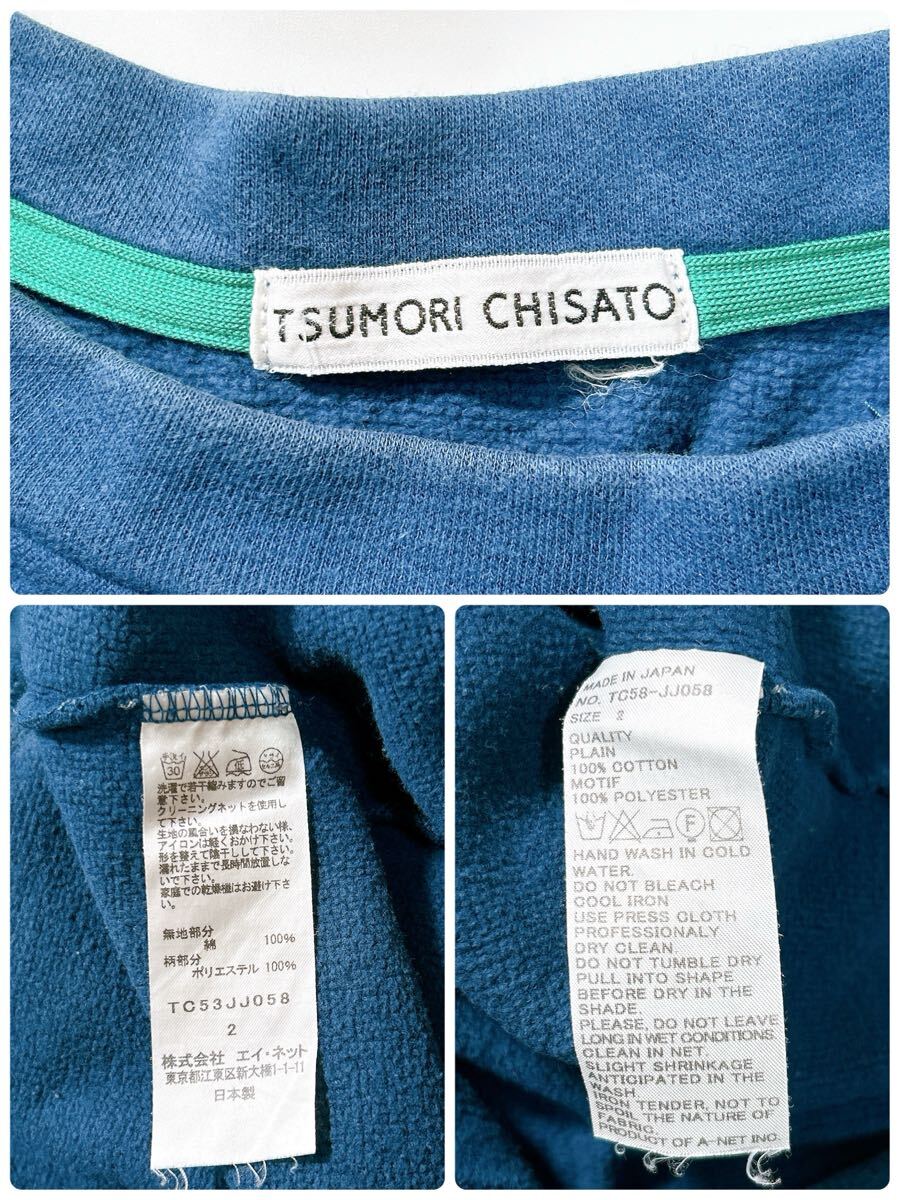 TSUMORI CHISATO
手洗イ
30
低
洗濯で若干縮みますのでご留
意下さい。
クリーニングネットを使用し
て下さい。
生地の風合いを損なわない様、
アイロンは軽くおかけ下さい。
形を整えて陰干しして下さい。
濡れたままで長時間放置しな
いで下さい。
家庭での乾燥機はお避け下さ
い。
無地部分
綿 100%
柄部分
ポリエステル 100%
TC53JJ058
2
株式会社 エイ・ネット
東京都江東区新大橋1-1-11
日本製
MADE IN JAPAN
NO. TC58-JJ058
SIZE 2
QUALITY
PLAIN
100% COTTON
MOTIF
100% POLYESTER
F
HAND WASH IN COLD
WATER.
DO NOT BLEACH
COOL IRON
USE PRESS CLOTH
PROFESSIONALY
DRY CLEAN.
DO NOT TUMBLE DRY
PULL INTO SHAPE
BEFORE DRY IN THE
SHADE.
PLEASE, DO NOT LEAVE
LONG IN WET CONDITIONS
CLEAN IN NET.
SLIGHT SHRINKAGE
ANTICIPATED IN THE
WASH
IRON TENDER, NOT TO
SPOIL THE NATURE OF
FABRIC.
PRODUCT OF A-NET INC.